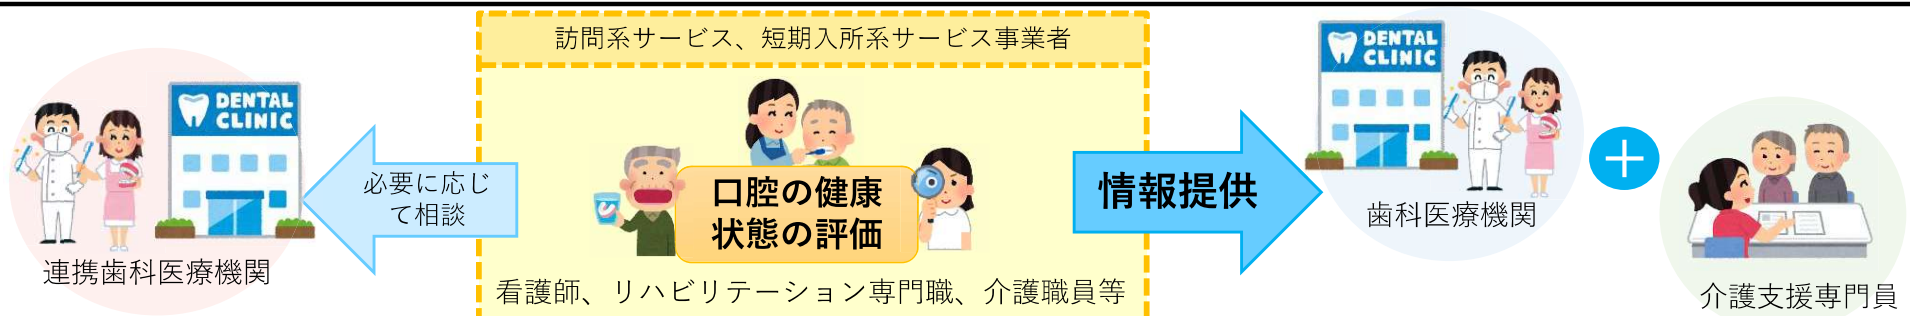 訪問系サービス、短期入所系サービス事業者
DENTAL
CLINIC
連携歯科医療機関
必要に応じ
て相談
口腔の健康
状態の評価
看護師、リハビリテーション専門職、介護職員等
情報提供
DENTAL
CLINIC
歯科医療機関
介護支援専門員